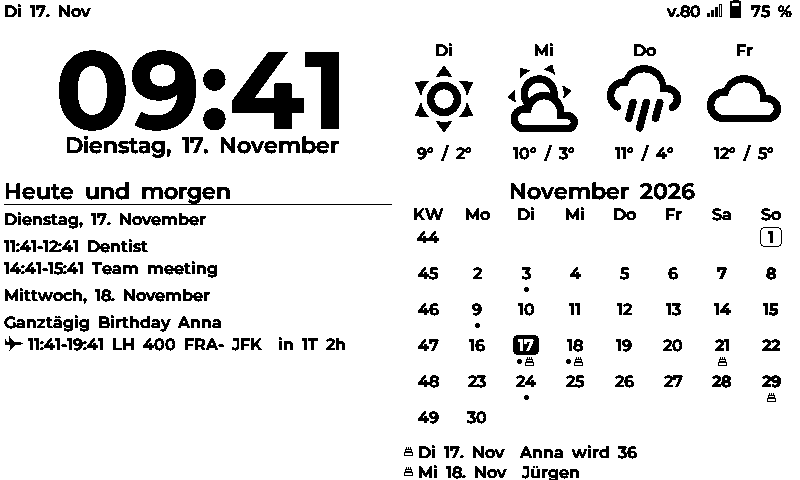 Di 17. Nov
v.80 75 %
09:41
Dienstag, 17. November
Di Mi Do Fr
9° / 2° 10° / 3° 11° / 4° 12° / 5°
Heute und morgen
Dienstag, 17. November
11:41-12:41 Dentist
14:41-15:41 Team meeting
Mittwoch, 18. November
Ganztägig Birthday Anna
11:41-19:41 LH 400 FRA- JFK in 1T 2h
November 2026
KW Mo Di Mi Do Fr Sa So
44 1
45 2 3 4 5 6 7 8
46 9 10 11 12 13 14 15
47 16 17 18 19 20 21 22
48 23 24 25 26 27 28 29
49 30
Di 17. Nov Anna wird 36
Mi 18. Nov Jürgen